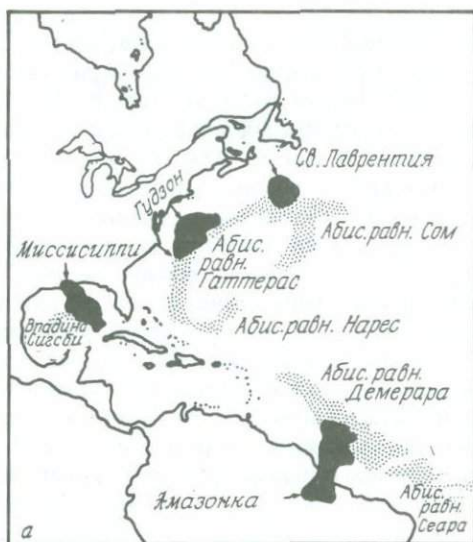 Св. Лаврентия
Гудзон
Миссисиппи
Абис.
равн.
Гаттерас
Абис. равн. Сом
Впадина
Сигсби
Абис. равн. Нарес
Абис. равн.
Демерара
Амазонка
Абис.
равн.
Сеара
а